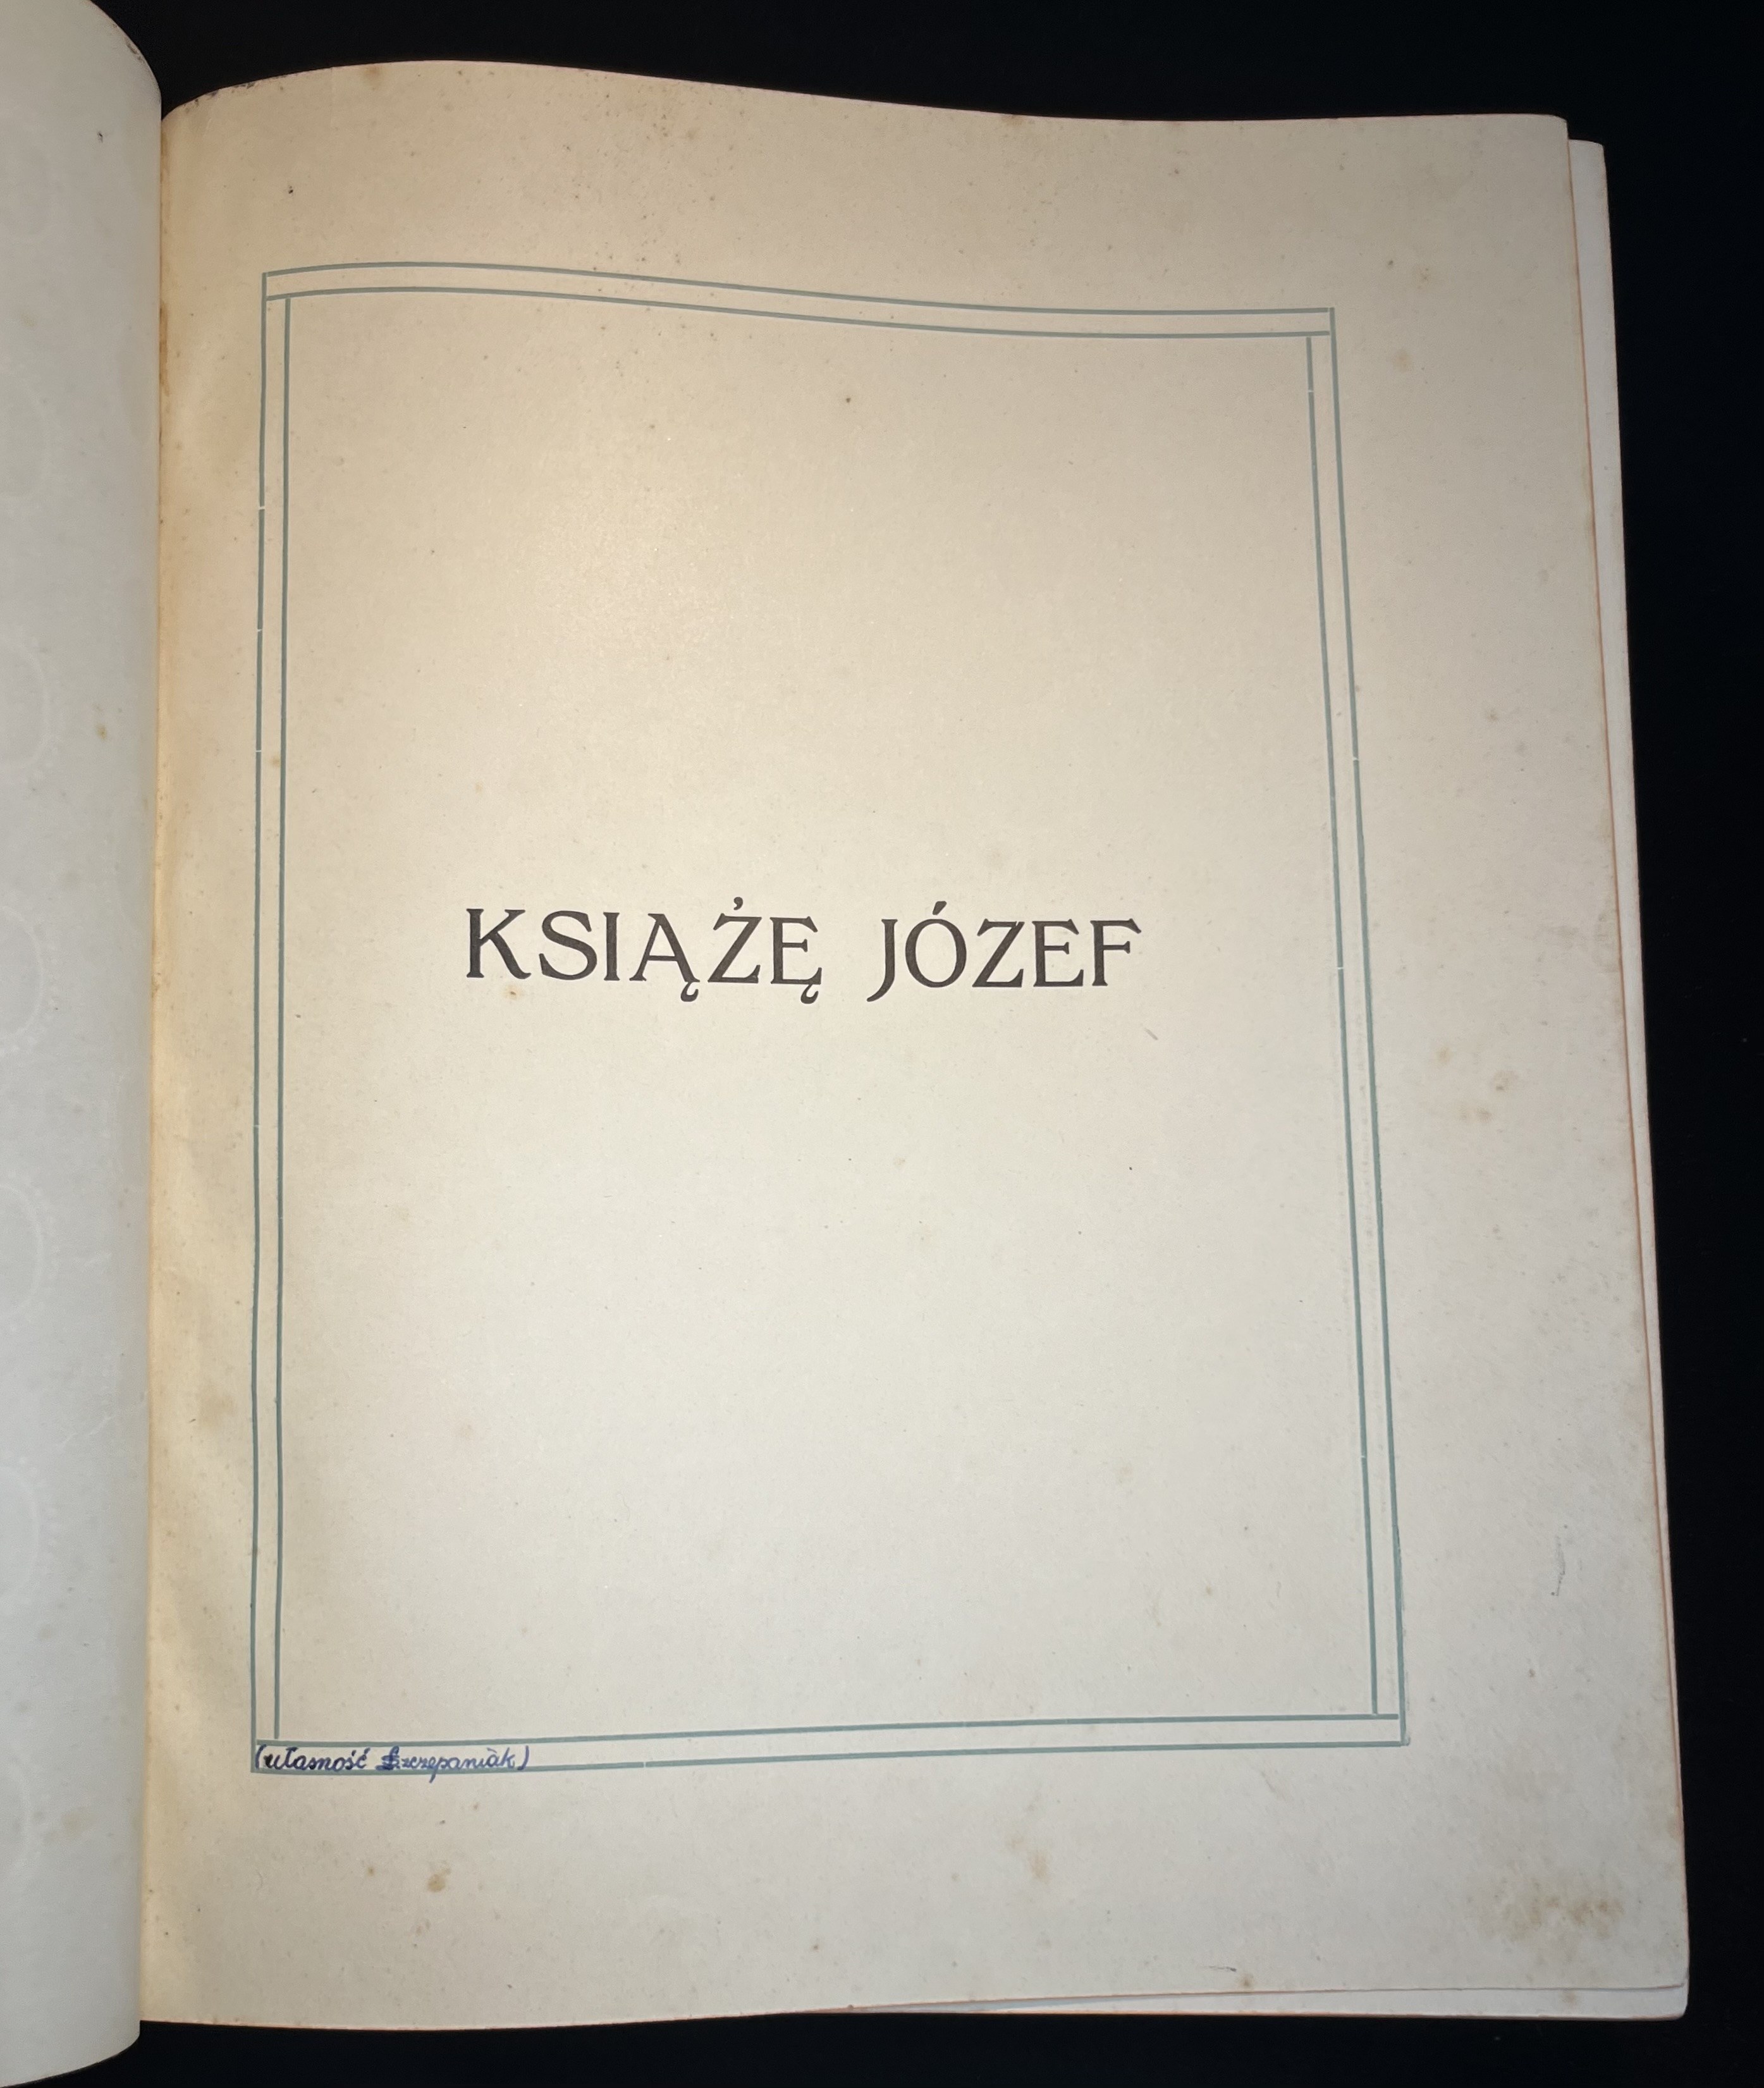 KSIĄŻĘ JÓZEF
(własność Szczepaniak)